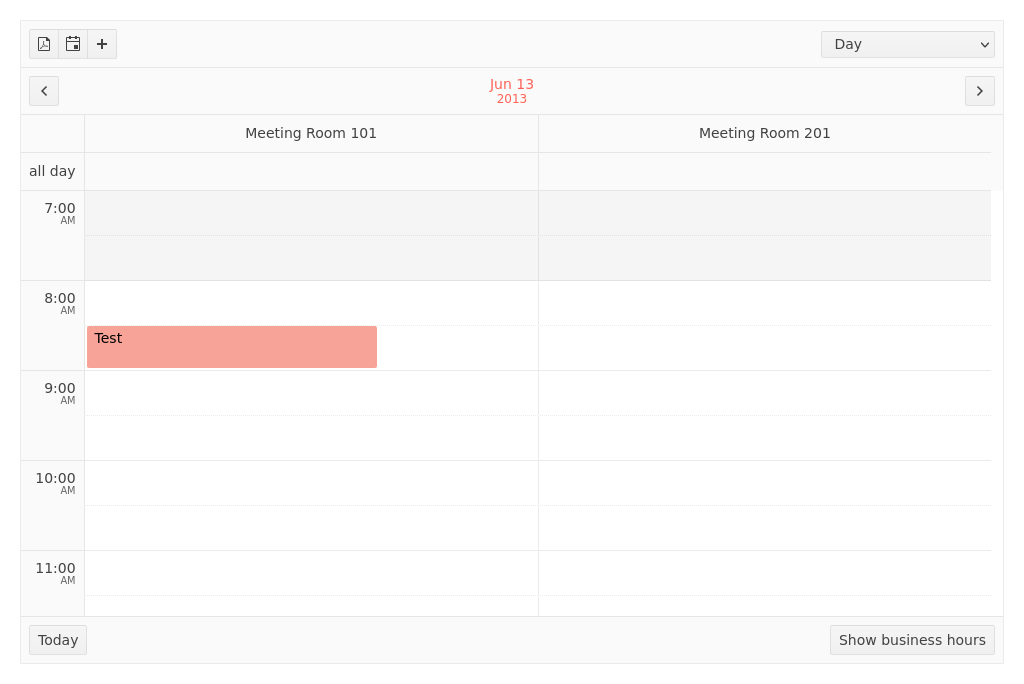 Day
Jun 13
2013
Meeting Room 101
Meeting Room 201
all day
7:00
AM
8:00
AM
Test
9:00
AM
10:00
AM
11:00
AM
Today
Show business hours